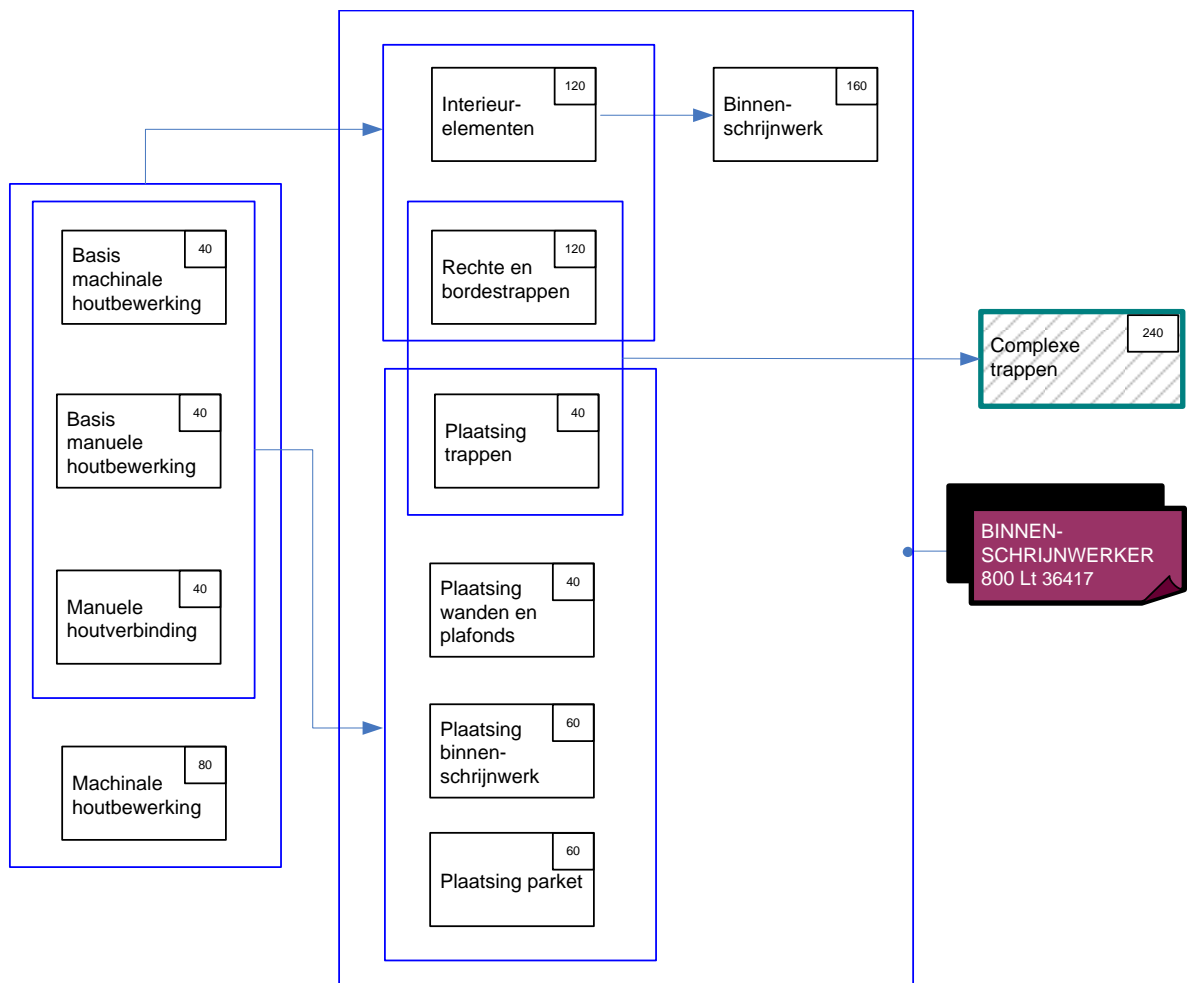 Basis
machinale
houtbewerking
40
Basis
manuele
houtbewerking
40
Manuele
houtverbinding
40
Machinale
houtbewerking
80
Interieur-
elementen
120
Rechte en
bordestrappen
120
Plaatsing
trappen
40
Plaatsing
wanden en
plafonds
40
Plaatsing
binnen-
schrijnwerk
60
Plaatsing parket
60
Binnen-
schrijnwerk
160
Complexe
trappen
240
BINNEN-
SCHRIJNWERKER
800 Lt 36417